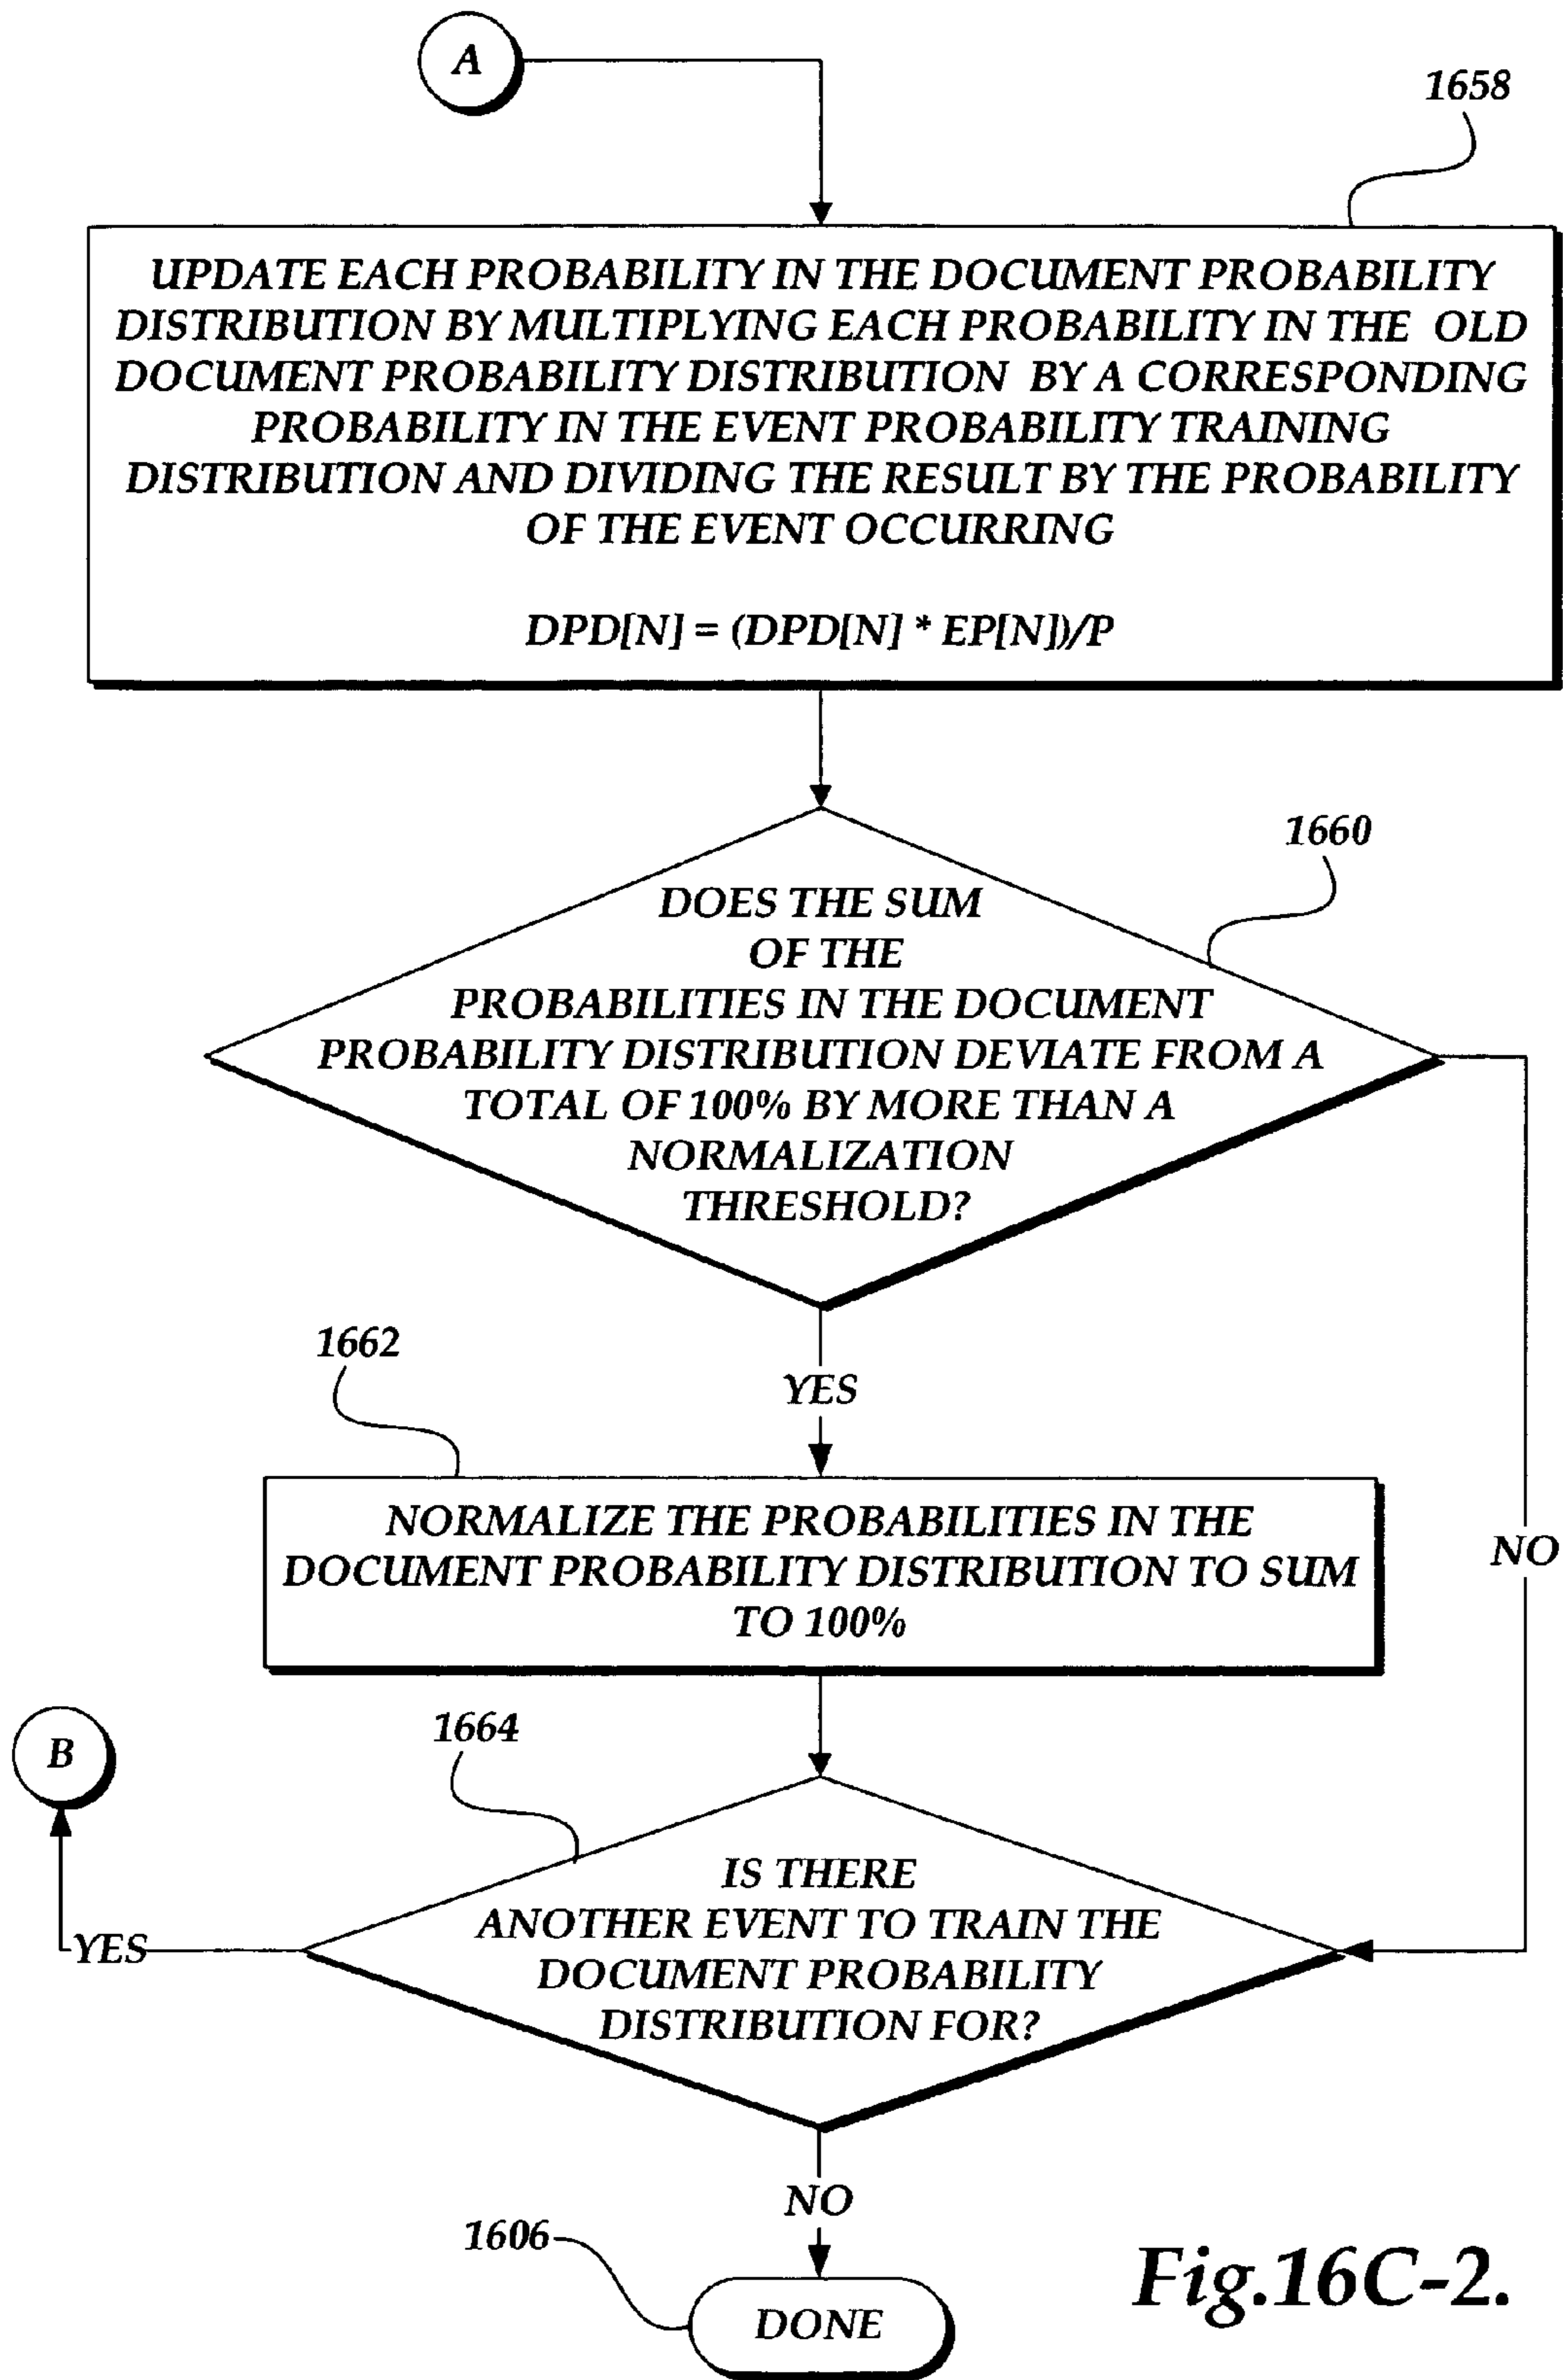 A
1658
UPDATE EACH PROBABILITY IN THE DOCUMENT PROBABILITY
DISTRIBUTION BY MULTIPLYING EACH PROBABILITY IN THE OLD
DOCUMENT PROBABILITY DISTRIBUTION BY A CORRESPONDING
PROBABILITY IN THE EVENT PROBABILITY TRAINING
DISTRIBUTION AND DIVIDING THE RESULT BY THE PROBABILITY
OF THE EVENT OCCURRING
DPD[N] = (DPD[N] * EP[N])/P
1660
DOES THE SUM
OF THE
PROBABILITIES IN THE DOCUMENT
PROBABILITY DISTRIBUTION DEVIATE FROM A
TOTAL OF 100% BY MORE THAN A
NORMALIZATION
THRESHOLD?
1662
YES
NORMALIZE THE PROBABILITIES IN THE
DOCUMENT PROBABILITY DISTRIBUTION TO SUM
TO 100%
NO
B
1664
IS THERE
ANOTHER EVENT TO TRAIN THE
DOCUMENT PROBABILITY
DISTRIBUTION FOR?
YES
NO
1606
DONE
Fig.16C-2.